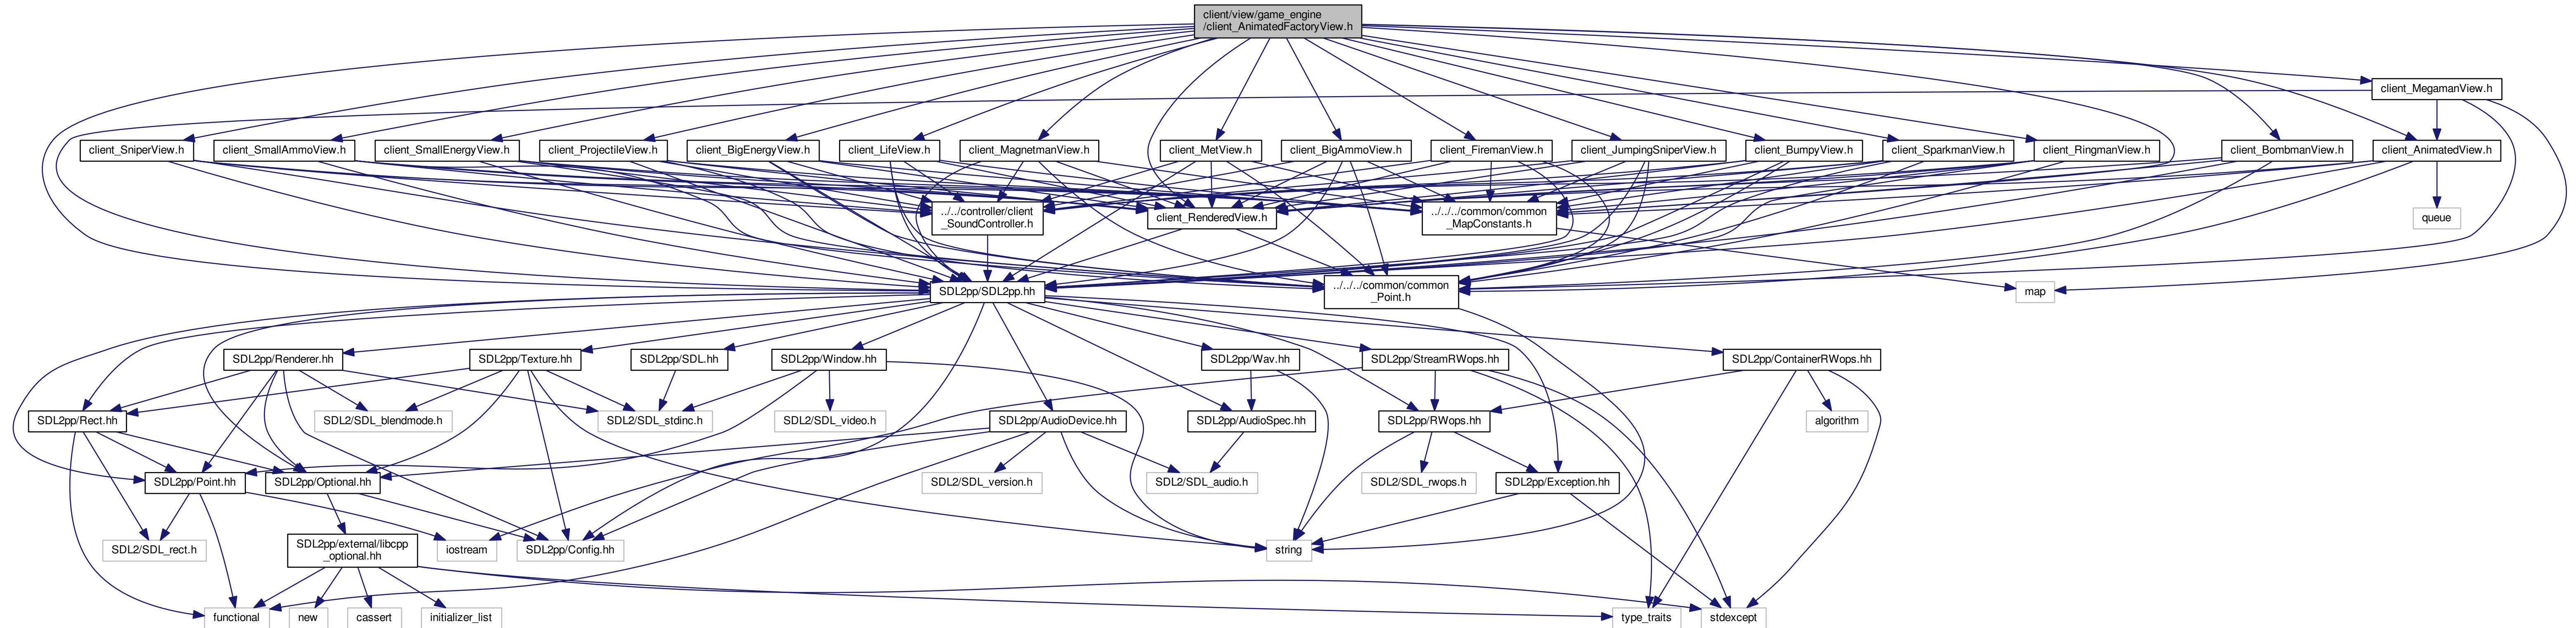 client/view/game_engine
/client_AnimatedFactoryView.h
client_MegamanView.h
client_SniperView.h
client_SmallAmmoView.h
client_SmallEnergyView.h
client_ProjectileView.h
client_BigEnergyView.h
client_LifeView.h
client_MagnetmanView.h
client_MetView.h
client_BigAmmoView.h
client_FiremanView.h
client_JumpingSniperView.h
client_BumpyView.h
client_SparkmanView.h
client_RingmanView.h
client_BombmanView.h
client_AnimatedView.h
../../controller/client
_SoundController.h
client_RenderedView.h
../../../common/common
_MapConstants.h
queue
SDL2pp/SDL2pp.hh
../../../common/common
_Point.h
map
SDL2pp/Renderer.hh
SDL2pp/Texture.hh
SDL2pp/SDL.hh
SDL2pp/Window.hh
SDL2pp/Wav.hh
SDL2pp/StreamRWops.hh
SDL2pp/ContainerRWops.hh
SDL2pp/Rect.hh
SDL2/SDL_blendmode.h
SDL2/SDL_stdinc.h
SDL2/SDL_video.h
SDL2pp/AudioDevice.hh
SDL2pp/AudioSpec.hh
SDL2pp/RWops.hh
algorithm
SDL2pp/Point.hh
SDL2pp/Optional.hh
SDL2/SDL_version.h
SDL2/SDL_audio.h
SDL2/SDL_rwops.h
SDL2pp/Exception.hh
SDL2/SDL_rect.h
SDL2pp/external/libcpp
_optional.hh
iostream
SDL2pp/Config.hh
string
functional
new
cassert
initializer_list
type_traits
stdexcept